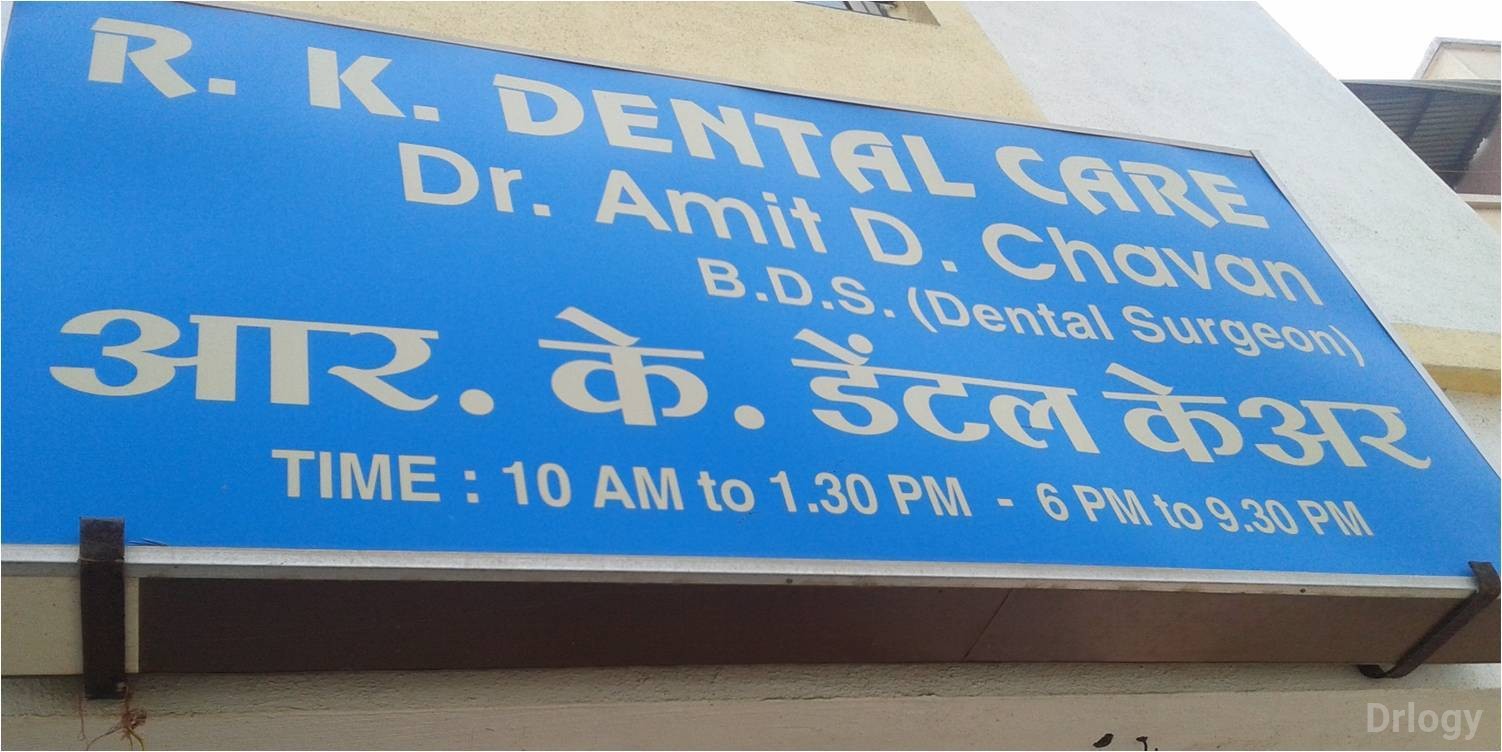 R. K. DENTAL CARE
Dr. Amit D. Chavan
B.D.S. (Dental Surgeon)
आर. के. डेंटल केअर
TIME : 10 AM to 1.30 PM - 6 PM to 9.30 PM
Drlogy